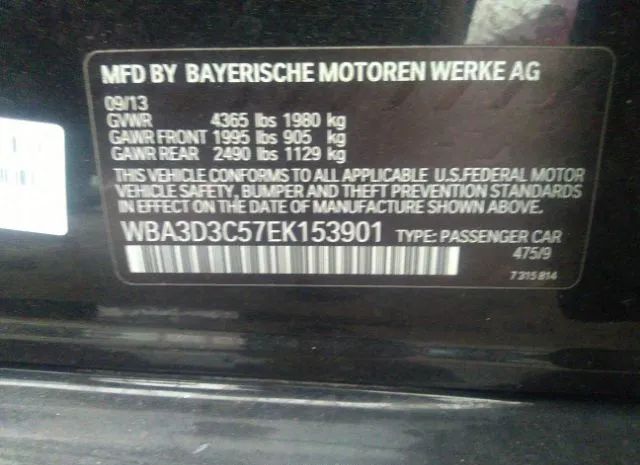 MFD BY BAYERISCHE MOTOREN WERKE AG
09/13
GVWR 4365 lbs 1980 kg
GAWR FRONT 1995 lbs 905 kg
GAWR REAR 2490 lbs 1129 kg
THIS VEHICLE CONFORMS TO ALL APPLICABLE U.S.FEDERAL MOTOR
VEHICLE SAFETY, BUMPER AND THEFT PREVENTION STANDARDS
IN EFFECT ON THE DATE OF MANUFACTURE SHOWN ABOVE.
WBA3D3C57EK153901 TYPE: PASSENGER CAR
475/9
7 315 814